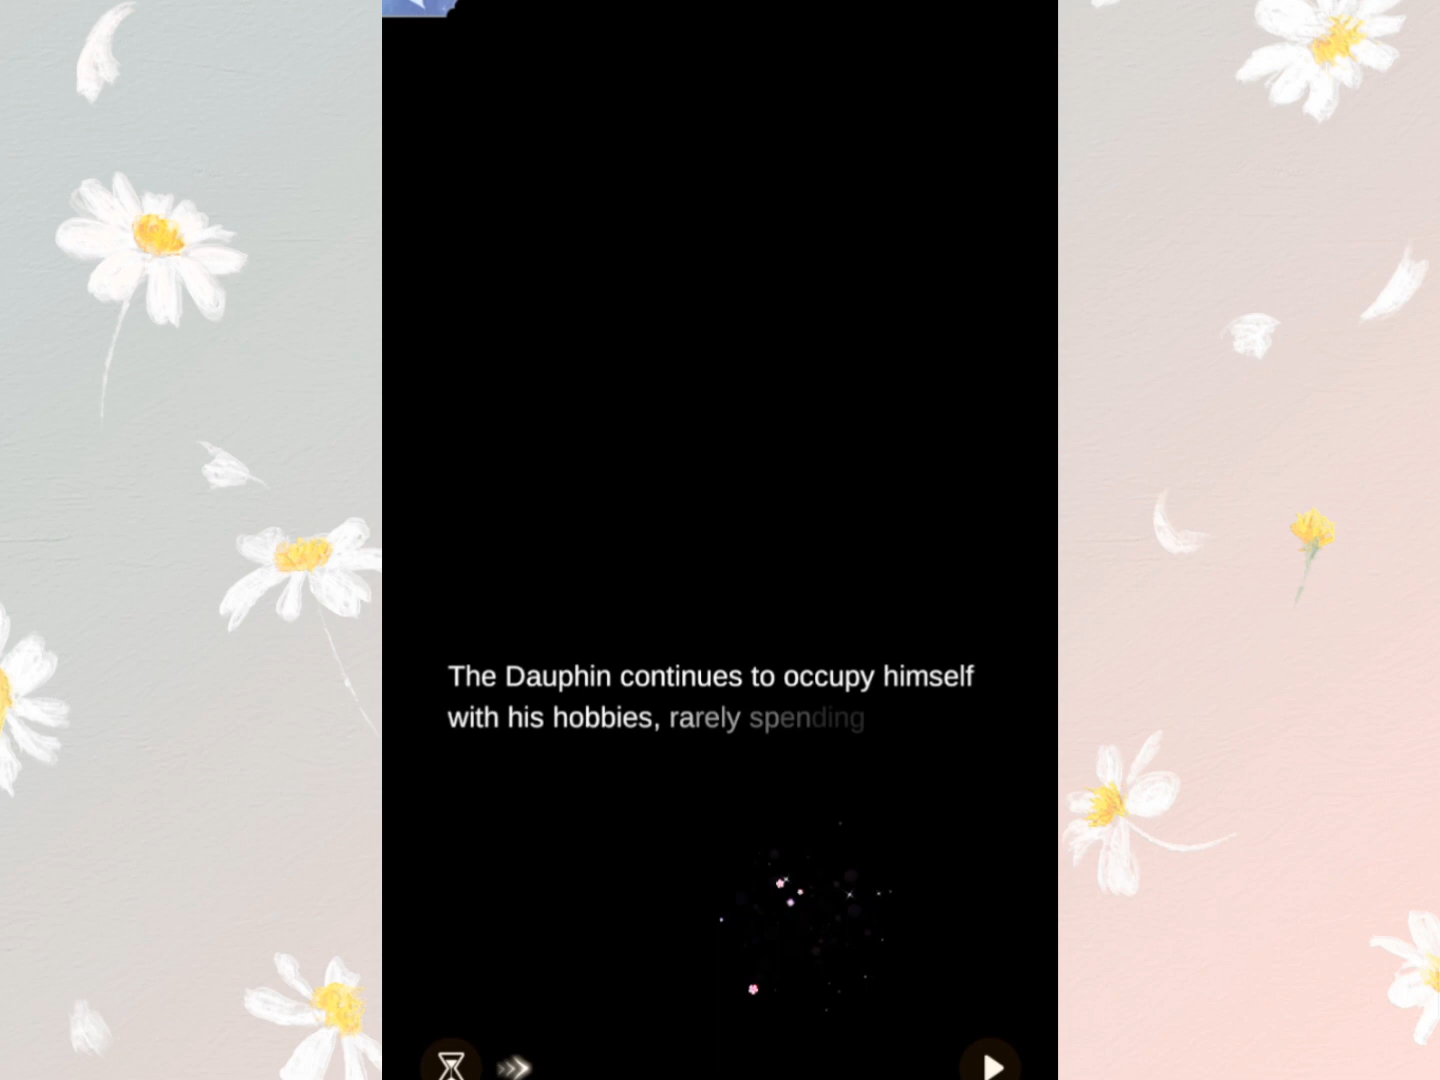 The Dauphin continues to occupy himself
with his hobbies, rarely spending